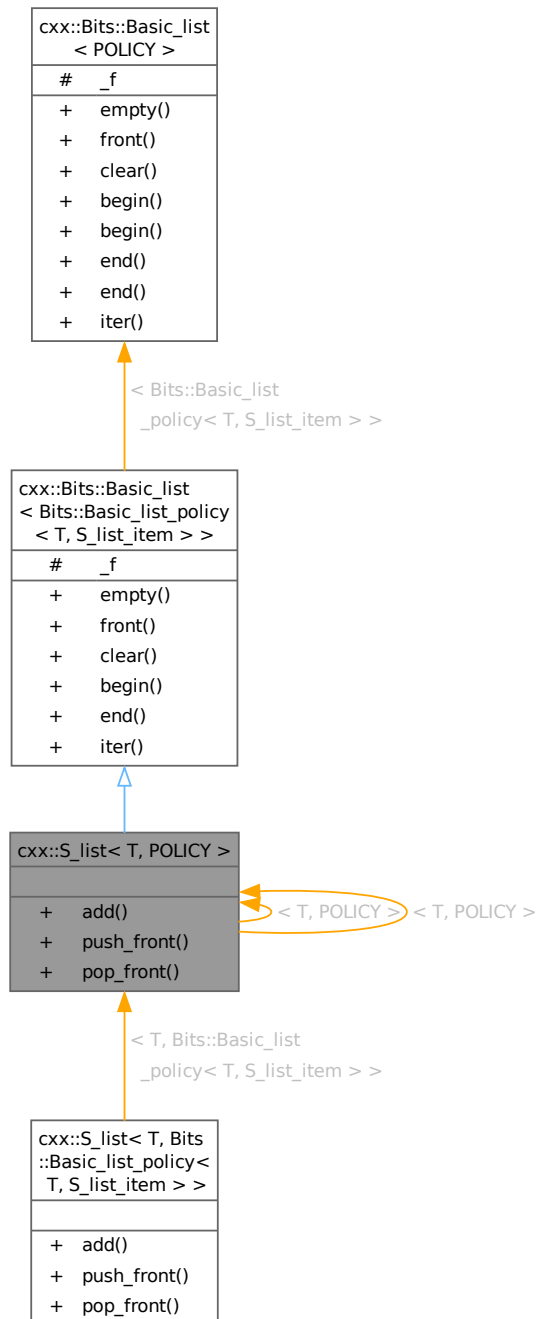 cxx::Bits::Basic_list
< POLICY >
# _f
+ empty()
+ front()
+ clear()
+ begin()
+ begin()
+ end()
+ end()
+ iter()
< Bits::Basic_list
_policy< T, S_list_item > >
cxx::Bits::Basic_list
< Bits::Basic_list_policy
< T, S_list_item > >
# _f
+ empty()
+ front()
+ clear()
+ begin()
+ end()
+ iter()
cxx::S_list< T, POLICY >
+ add()
+ push_front()
+ pop_front()
< T, POLICY >
< T, POLICY >
< T, Bits::Basic_list
_policy< T, S_list_item > >
cxx::S_list< T, Bits
::Basic_list_policy<
T, S_list_item > >
+ add()
+ push_front()
+ pop_front()